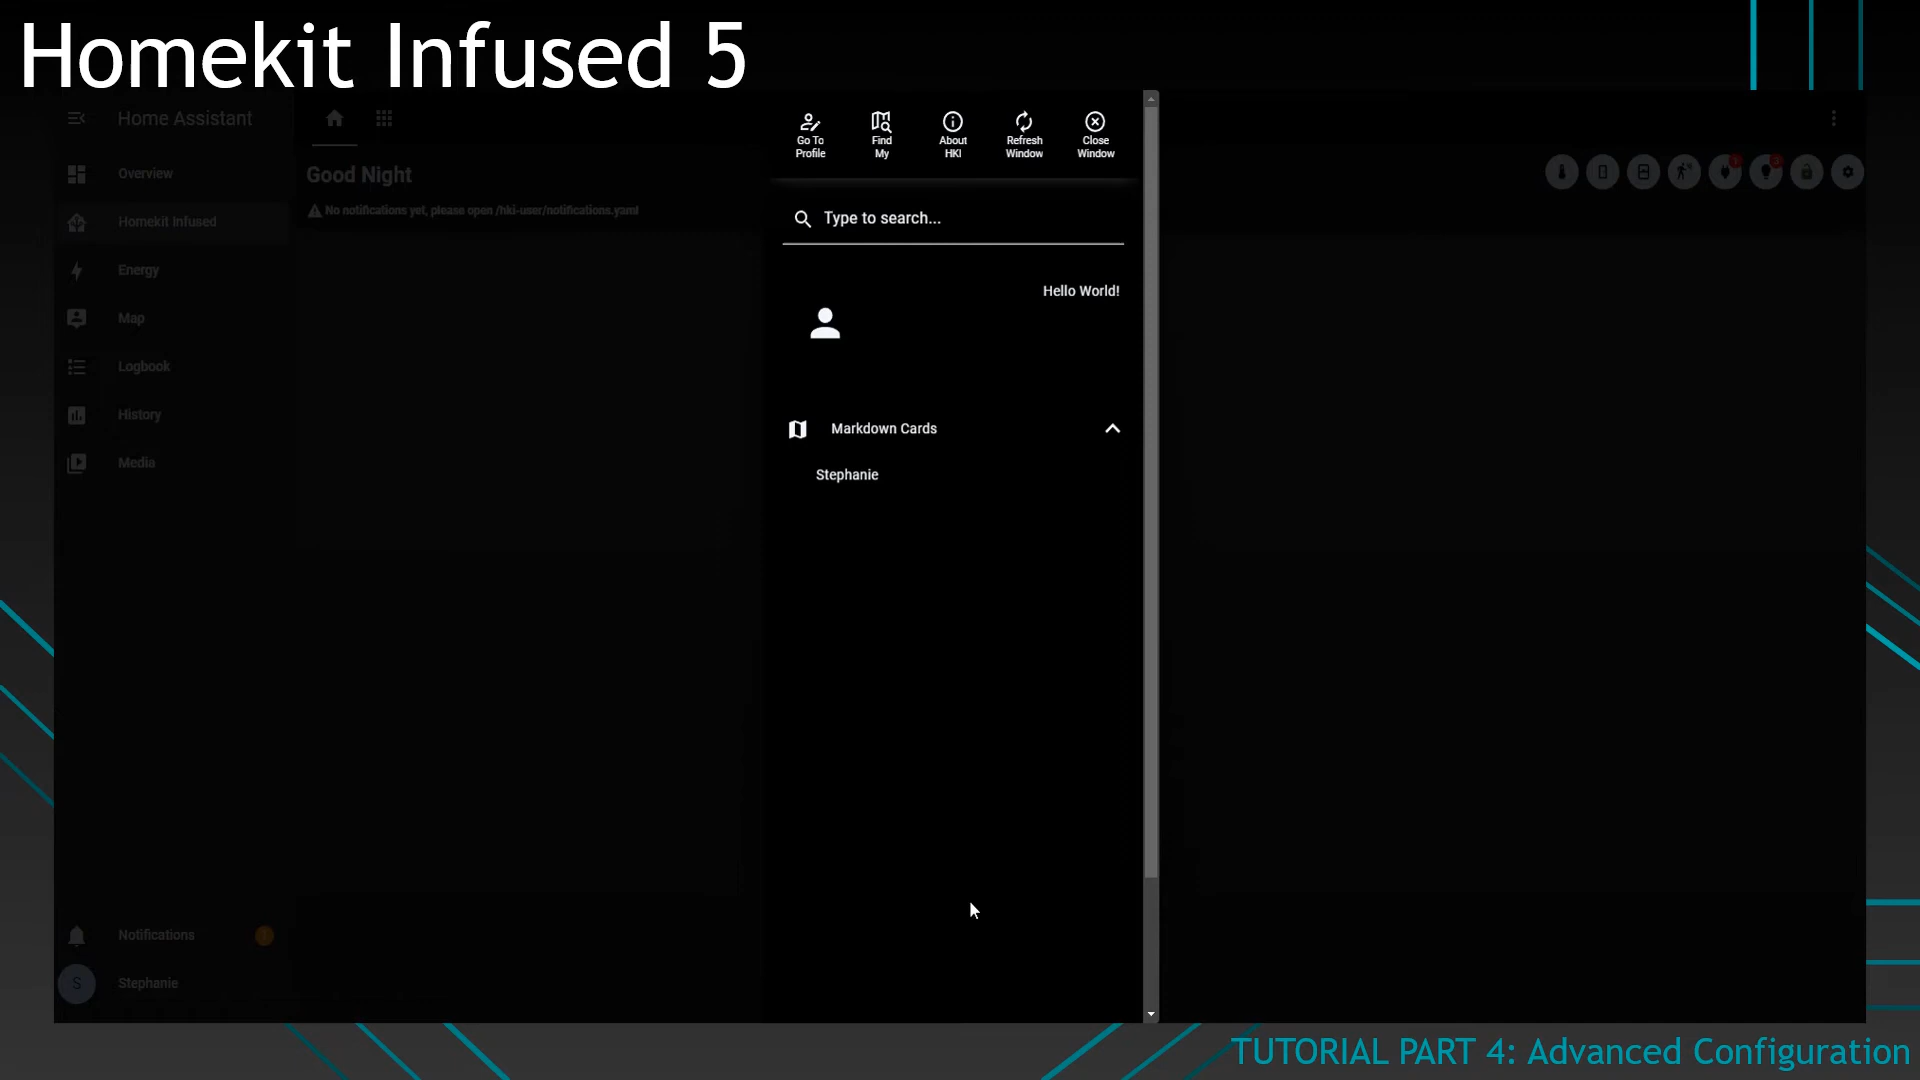 Homekit Infused 5
Home Assistant
Overview
Homekit Infused
Energy
Map
Logbook
History
Media
Notifications
Stephanie
S
Good Night
No notifications yet, please open /hki-user/notifications.yaml
Go To
Profile
Find
My
About
HKI
Refresh
Window
Close
Window
Type to search...
Hello World!
Markdown Cards
Stephanie
TUTORIAL PART 4: Advanced Configuration